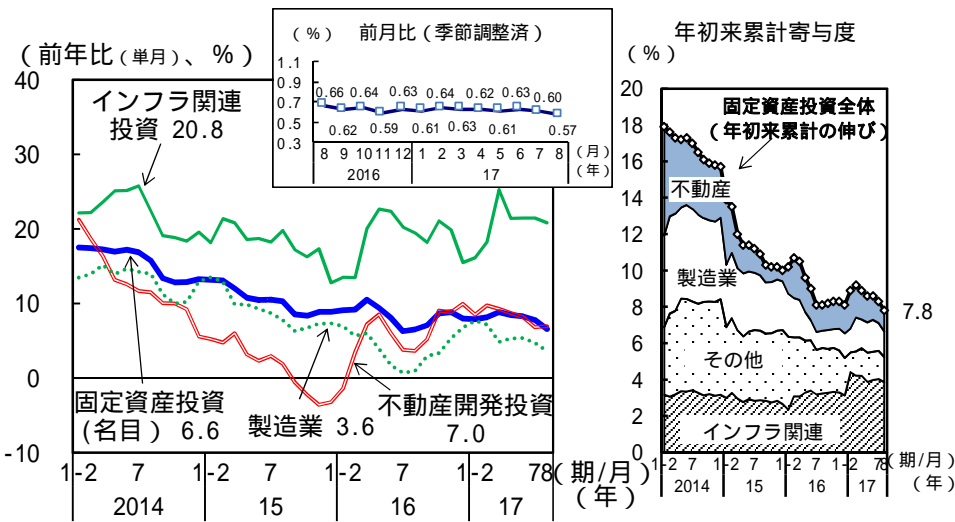 （前年比（単月）、％）
40
30
20
10
0
-10
インフラ関連
投資 20.8
固定資産投資
（名目） 6.6
製造業 3.6
不動産開発投資
7.0
1-2 7 1-2 7 1-2 7 1-2 78 （期/月）
2014 15 16 17 （年）
（％） 前月比（季節調整済）
1.1
0.9
0.7
0.5
0.3
0.66 0.64 0.63 0.64 0.62 0.63 0.60
0.62 0.59 0.61 0.63 0.61 0.57
8 9 10 11 12 1 2 3 4 5 6 7 8 （月）
2016 17 （年）
年初来累計寄与度
（％）
20
18
16
14
12
10
8
6
4
2
0
固定資産投資全体
（年初来累計の伸び）
不動産
製造業
その他
インフラ関連
7.8
1-2 7 1-2 7 1-2 7 1-2 78 （期/月）
2014 15 16 17 （年）